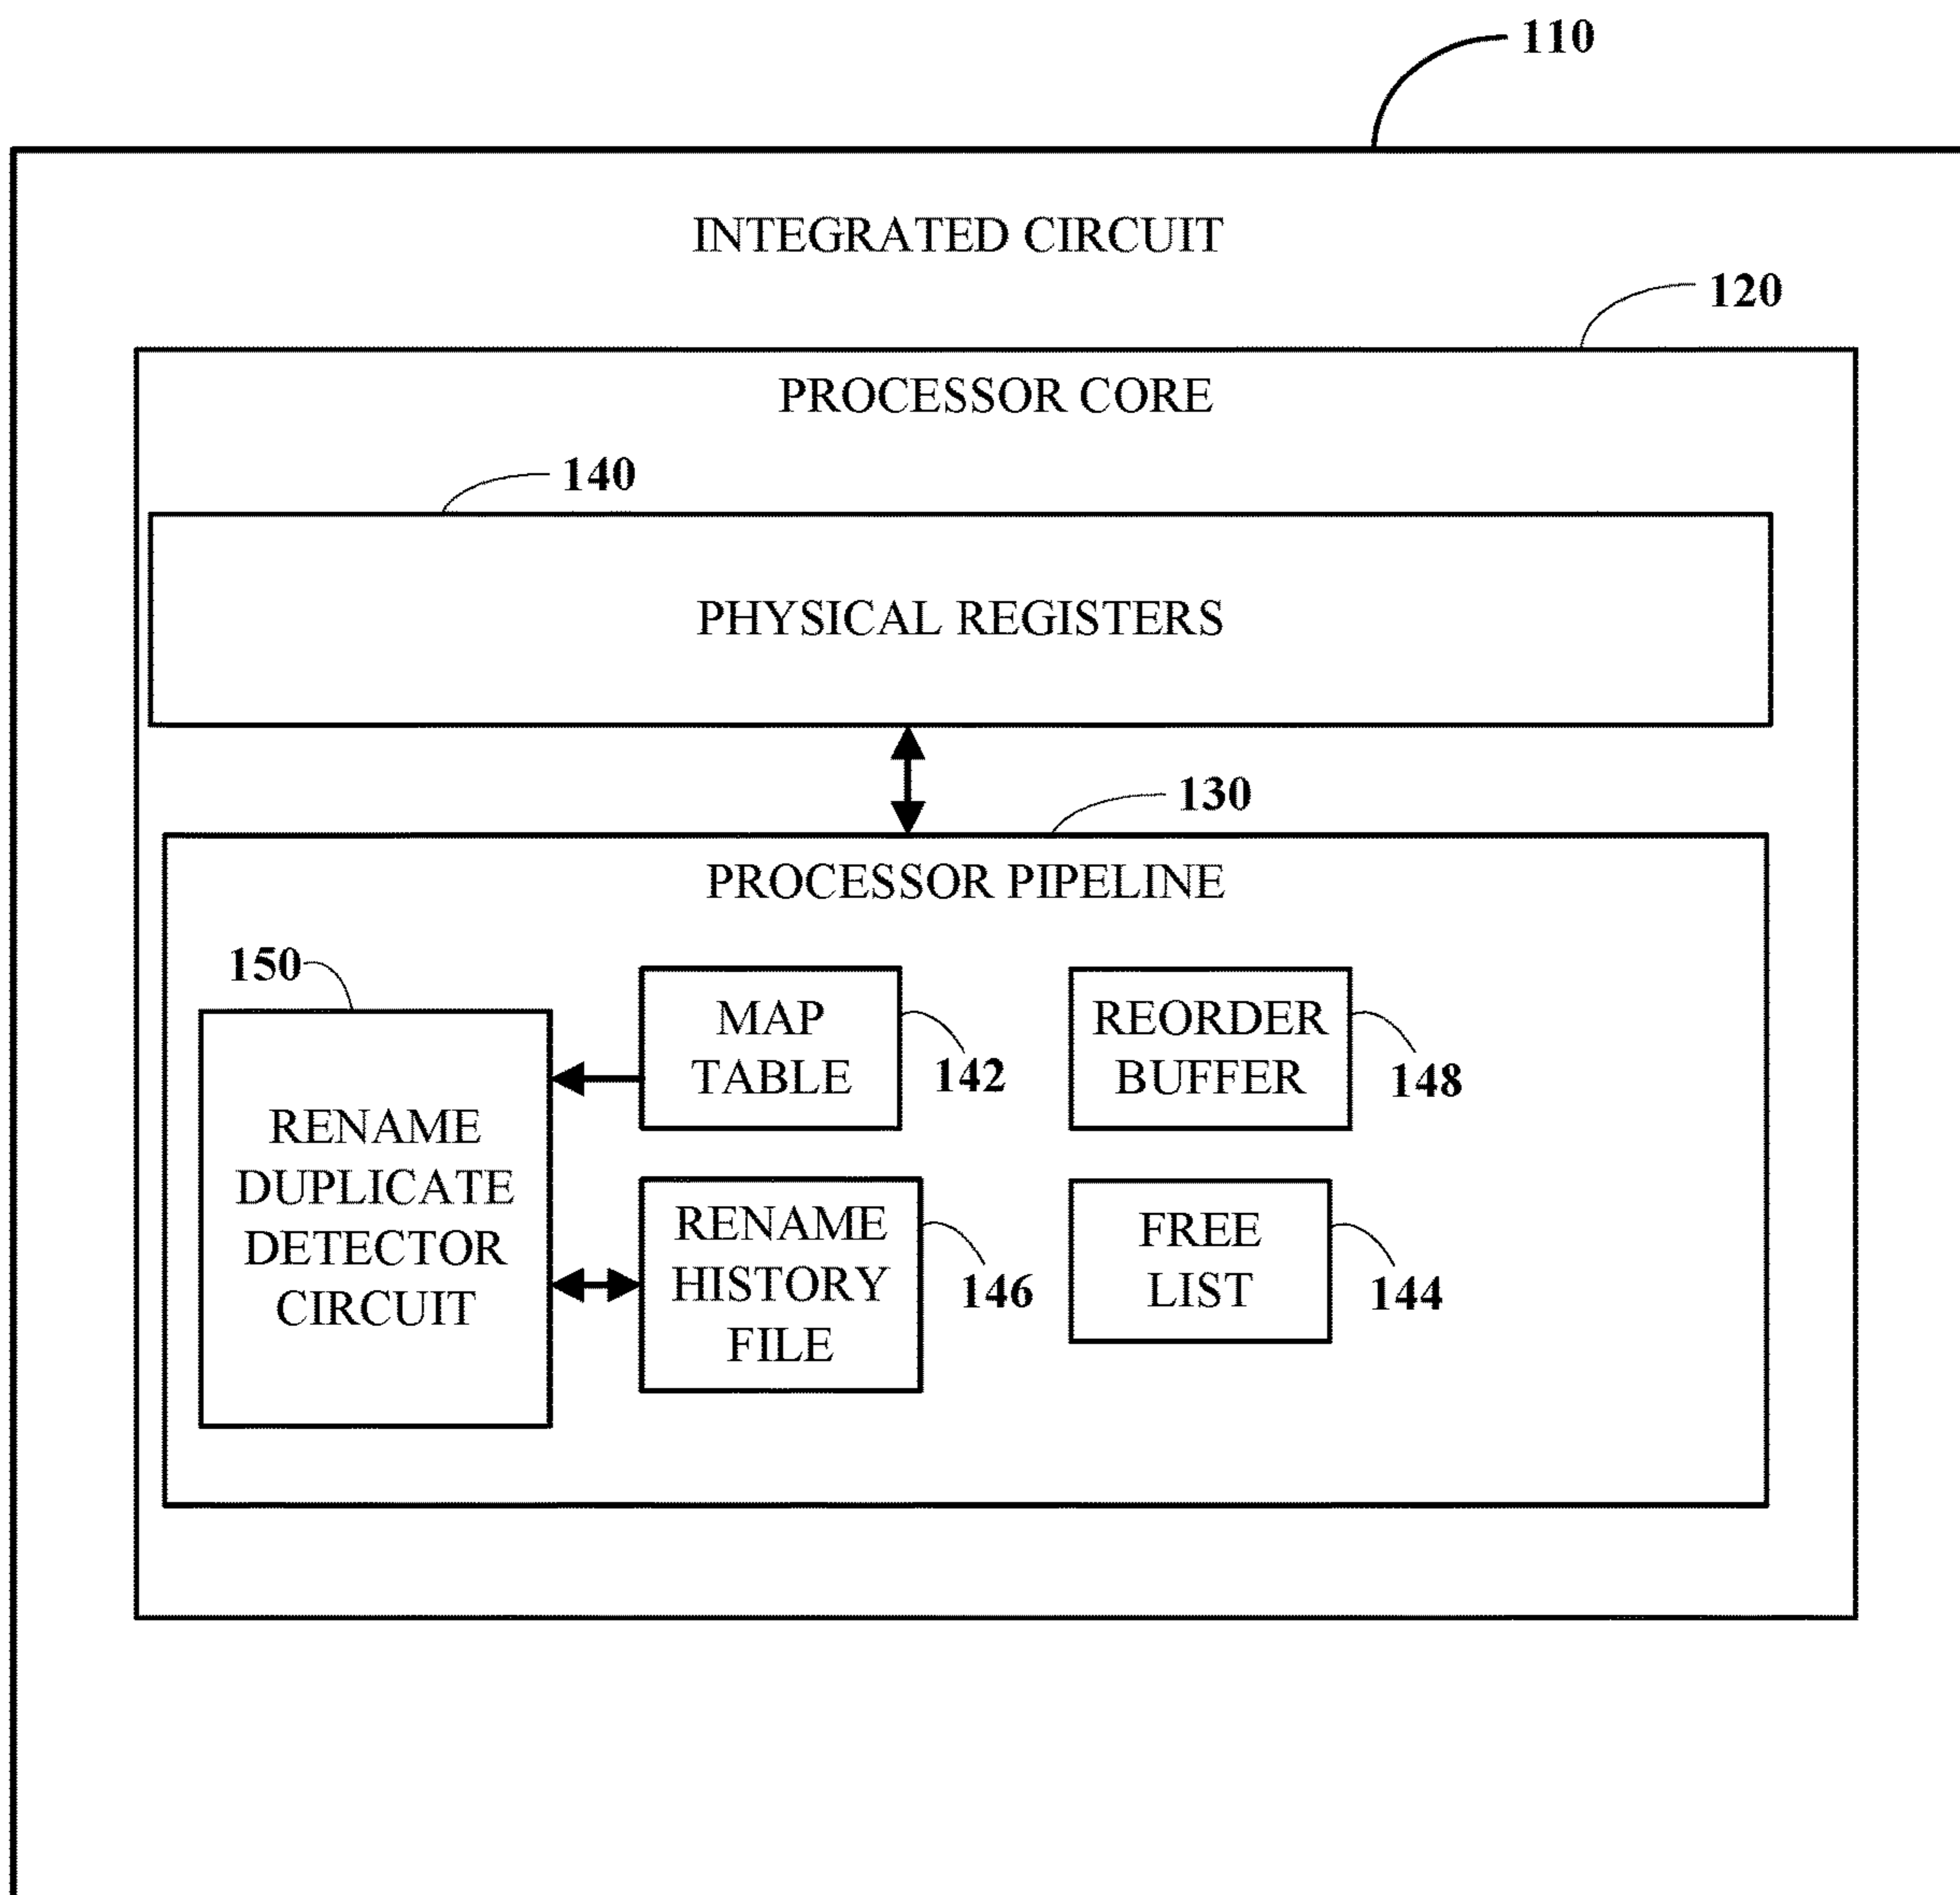 110
INTEGRATED CIRCUIT
120
PROCESSOR CORE
140
PHYSICAL REGISTERS
130
PROCESSOR PIPELINE
150
RENAME
DUPLICATE
DETECTOR
CIRCUIT
MAP
TABLE
142
REORDER
BUFFER
148
RENAME
HISTORY
FILE
146
FREE
LIST
144